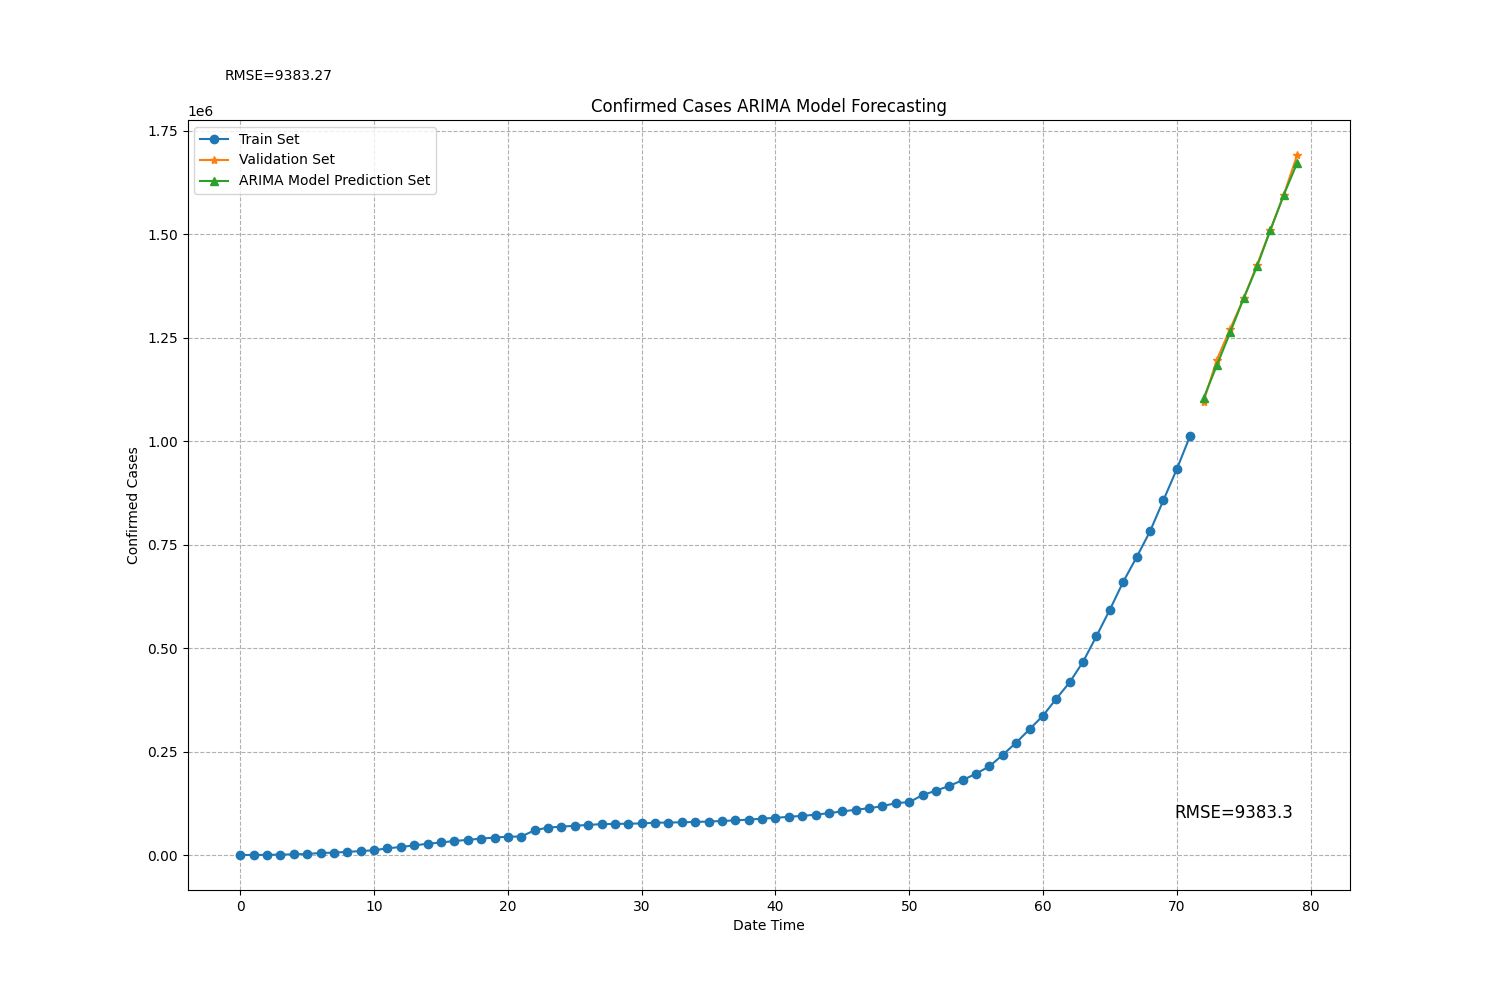 RMSE=9383.27
1e6
Confirmed Cases ARIMA Model Forecasting
Train Set
Validation Set
ARIMA Model Prediction Set
1.75
1.50
1.25
1.00
0.75
0.50
0.25
0.00
Confirmed Cases
RMSE=9383.3
0 10 20 30 40 50 60 70 80
Date Time